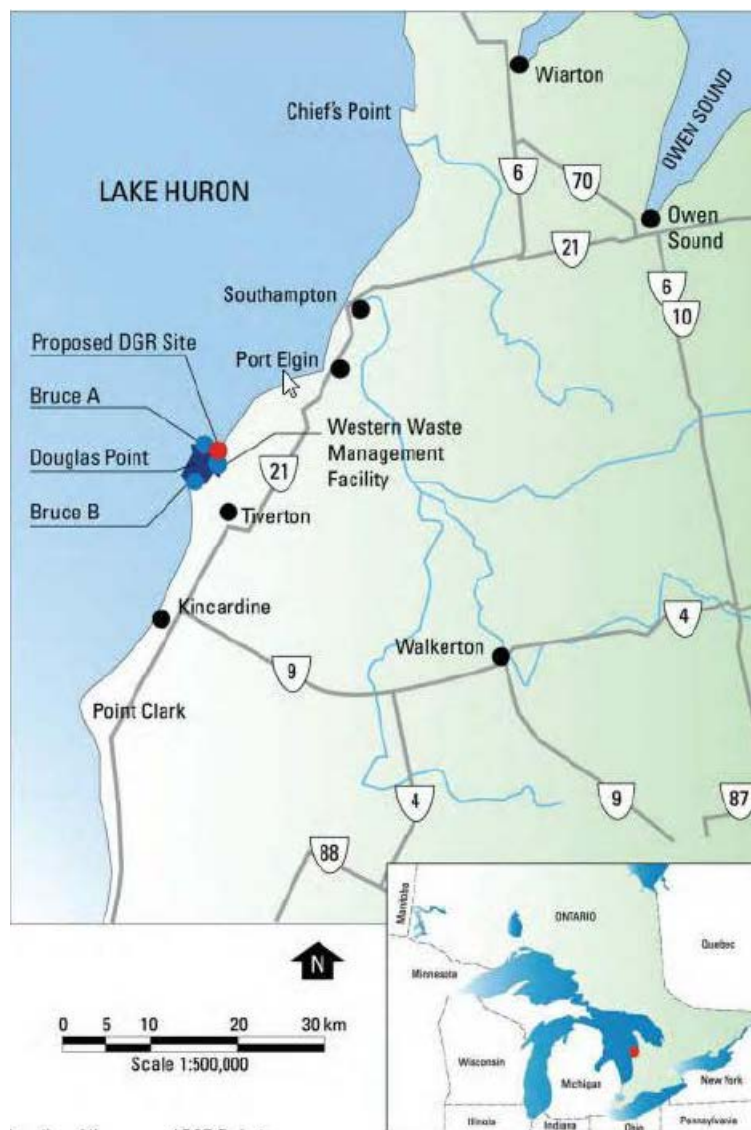 Wiarton
Chief's Point
OWEN SOUND
LAKE HURON
6
70
Owen
Sound
21
6
10
Southampton
Proposed DGR Site
Port Elgin
Bruce A
Douglas Point
Western Waste
Management
Facility
21
Bruce B
Tiverton
Kincardine
4
Walkerton
9
Point Clark
4
9
87
88
Manitoba
ONTARIO
Quebec
Minnesota
N
0 5 10 20 30 km
Scale 1:500,000
Wisconsin
Michigan
New York
Illinois
Indiana
Ohio
Pennsylvania